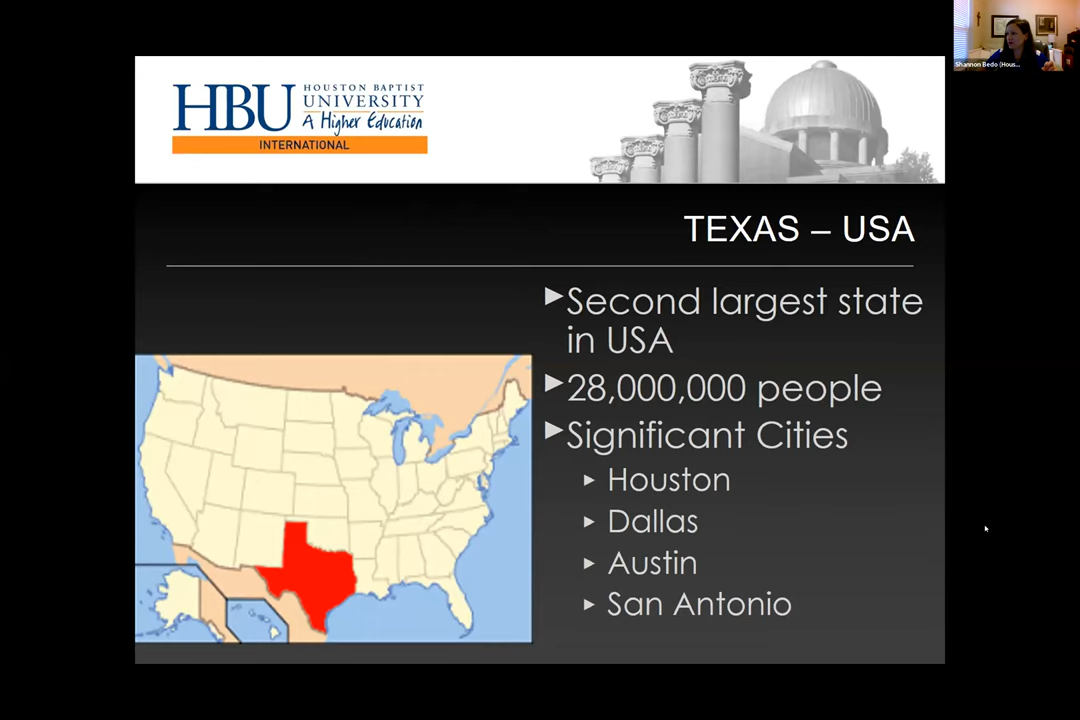 Shannon Bedo (Hous...
HBU
HOUSTON BAPTIST
UNIVERSITY
A Higher Education
INTERNATIONAL
TEXAS – USA
Second largest state
in USA
28,000,000 people
Significant Cities
Houston
Dallas
Austin
San Antonio